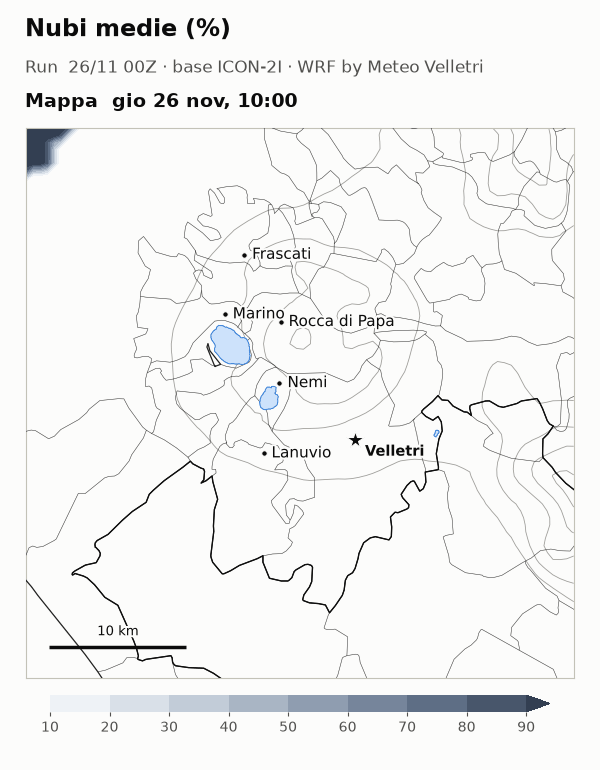 Nubi medie (%)
Run  26/11 00Z · base ICON-2I · WRF by Meteo Velletri
Mappa  gio 26 nov, 10:00
Frascati
Marino
Rocca di Papa
Nemi
Velletri
Lanuvio
10 km
10 20 30 40 50 60 70 80 90